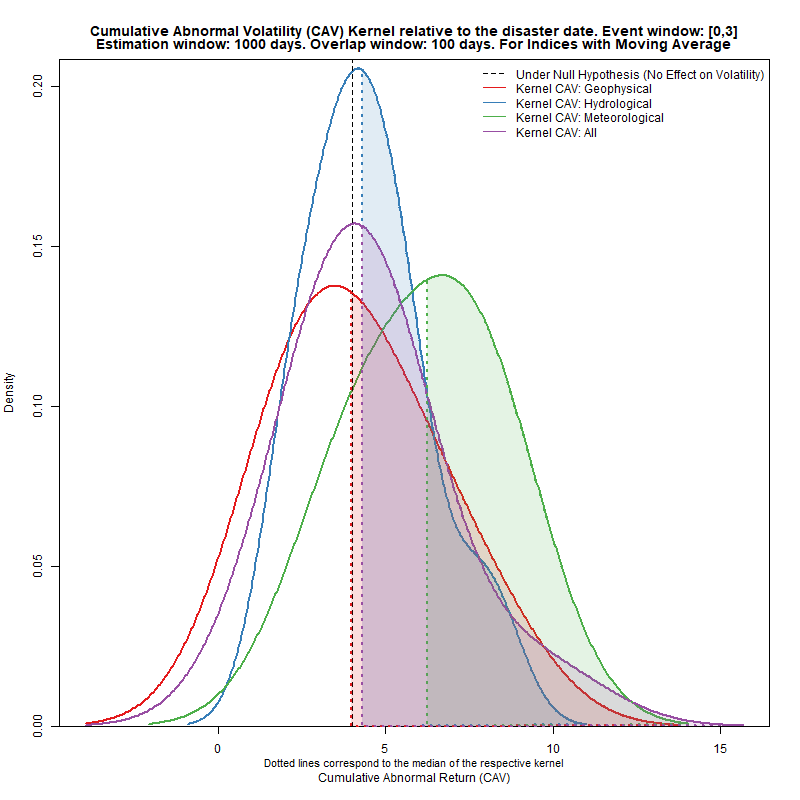 Cumulative Abnormal Volatility (CAV) Kernel relative to the disaster date. Event window: [0,3]
Estimation window: 1000 days. Overlap window: 100 days. For Indices with Moving Average
Under Null Hypothesis (No Effect on Volatility)
Kernel CAV: Geophysical
Kernel CAV: Hydrological
Kernel CAV: Meteorological
Kernel CAV: All
Density
0.20
0.15
0.10
0.05
0.00
0 5 10 15
Dotted lines correspond to the median of the respective kernel
Cumulative Abnormal Return (CAV)